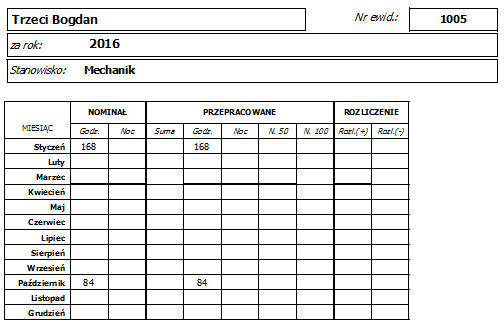 Trzeci Bogdan Nr ewid.: 1005
za rok: 2016
Stanowisko: Mechanik
MIESIĄC NOMINAŁ PRZEPRACOWANE ROZLICZENIE
Godz. Noc Suma Godz. Noc N. 50 N. 100 Rozl.(+) Rozl.(-)
Styczeń 168 168
Luty
Marzec
Kwiecień
Maj
Czerwiec
Lipiec
Sierpień
Wrzesień
Październik 84 84
Listopad
Grudzień